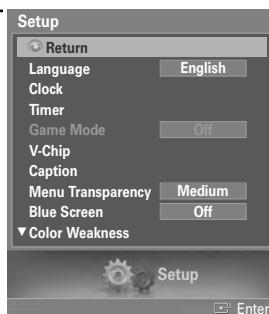 Setup
Return
Language English
Clock
Timer
Game Mode Off
V-Chip
Caption
Menu Transparency Medium
Blue Screen Off
▼ Color Weakness
Setup
Enter